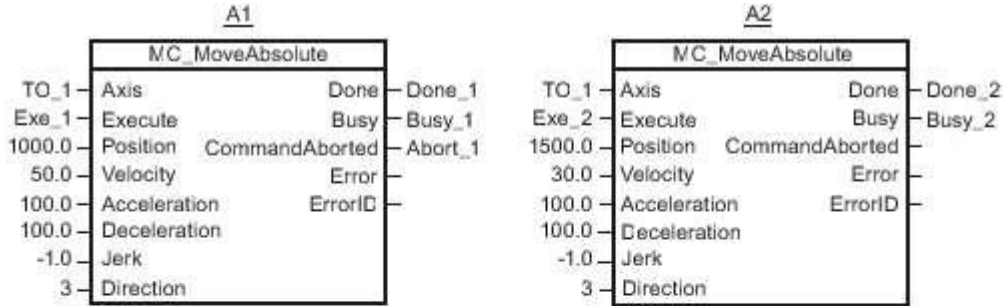 A1
MC_MoveAbsolute
TO_1 Axis Done Done_1
Exe_1 Execute Busy Busy_1
1000.0 Position CommandAborted Abort_1
50.0 Velocity Error
100.0 Acceleration ErrorID
100.0 Deceleration
-1.0 Jerk
3 Direction
A2
MC_MoveAbsolute
TO_1 Axis Done Done_2
Exe_2 Execute Busy Busy_2
1500.0 Position CommandAborted
30.0 Velocity Error
100.0 Acceleration ErrorID
100.0 Deceleration
-1.0 Jerk
3 Direction